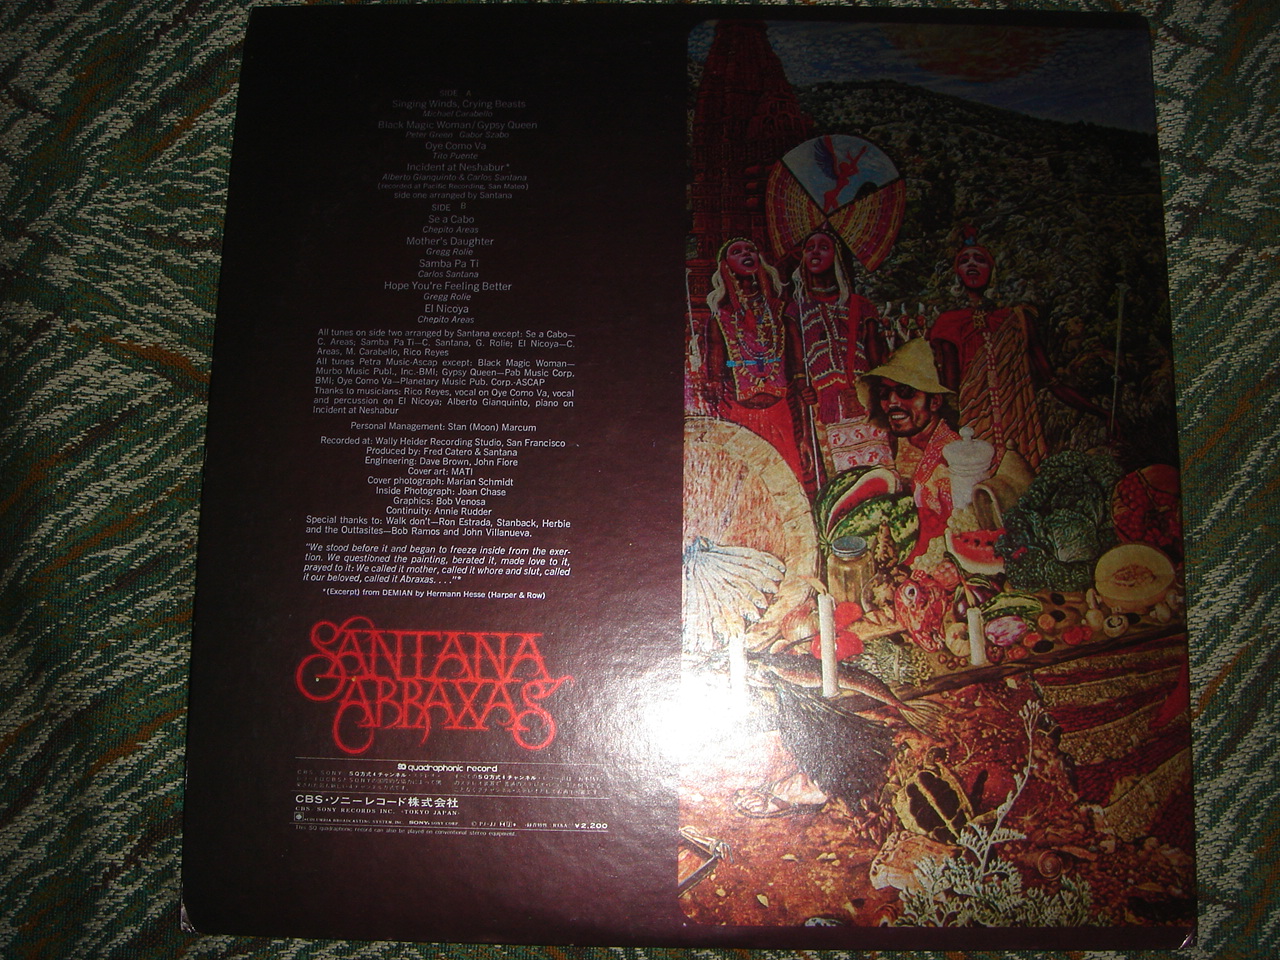 SIDE A
Singing Winds, Crying Beasts
Michael Carabello
Black Magic Woman/Gypsy Queen
Peter Green Gabor Szabo
Oye Como Va
Tito Puente
Incident at Neshabur*
Alberto Gianquinto & Carlos Santana
(recorded at Pacific Recording, San Mateo)
side one arranged by Santana
SIDE B
Se a Cabo
Chepito Areas
Mother's Daughter
Gregg Rolie
Samba Pa Ti
Carlos Santana
Hope You're Feeling Better
Gregg Rolie
El Nicoya
Chepito Areas
All tunes on side two arranged by Santana except: Se a Cabo—
C. Areas; Samba Pa Ti—C. Santana, G. Rolie; El Nicoya—C.
Areas, M. Carabello, Rico Reyes
All tunes Petra Music-Ascap except: Black Magic Woman—
Murbo Music Publ., Inc.-BMI; Gypsy Queen—Pab Music Corp.
BMI; Oye Como Va—Planetary Music Pub. Corp.-ASCAP
Thanks to musicians: Rico Reyes, vocal on Oye Como Va, vocal
and percussion on El Nicoya; Alberto Gianquinto, piano on
Incident at Neshabur
Personal Management: Stan (Moon) Marcum
Recorded at: Wally Heider Recording Studio, San Francisco
Produced by: Fred Catero & Santana
Engineering: Dave Brown, John Fiore
Cover art: MATI
Cover photograph: Marian Schmidt
Inside Photograph: Joan Chase
Graphics: Bob Venosa
Continuity: Annie Rudder
Special thanks to: Walk don't—Ron Estrada, Stanback, Herbie
and the Outtasites—Bob Ramos and John Villanueva.
"We stood before it and began to freeze inside from the exer-
tion. We questioned the painting, berated it, made love to it,
prayed to it: We called it mother, called it whore and slut, called
it our beloved, called it Abraxas. . . ."*
*(Excerpt) from DEMIAN by Hermann Hesse (Harper & Row)
SANTANA
ABRAXAS
SQ quadraphonic record
CBS・ソニーレコード株式会社
CBS/SONY RECORDS INC. ・TOKYO JAPAN・
¥2,200
This SQ quadraphonic record can also be played on conventional stereo equipment.